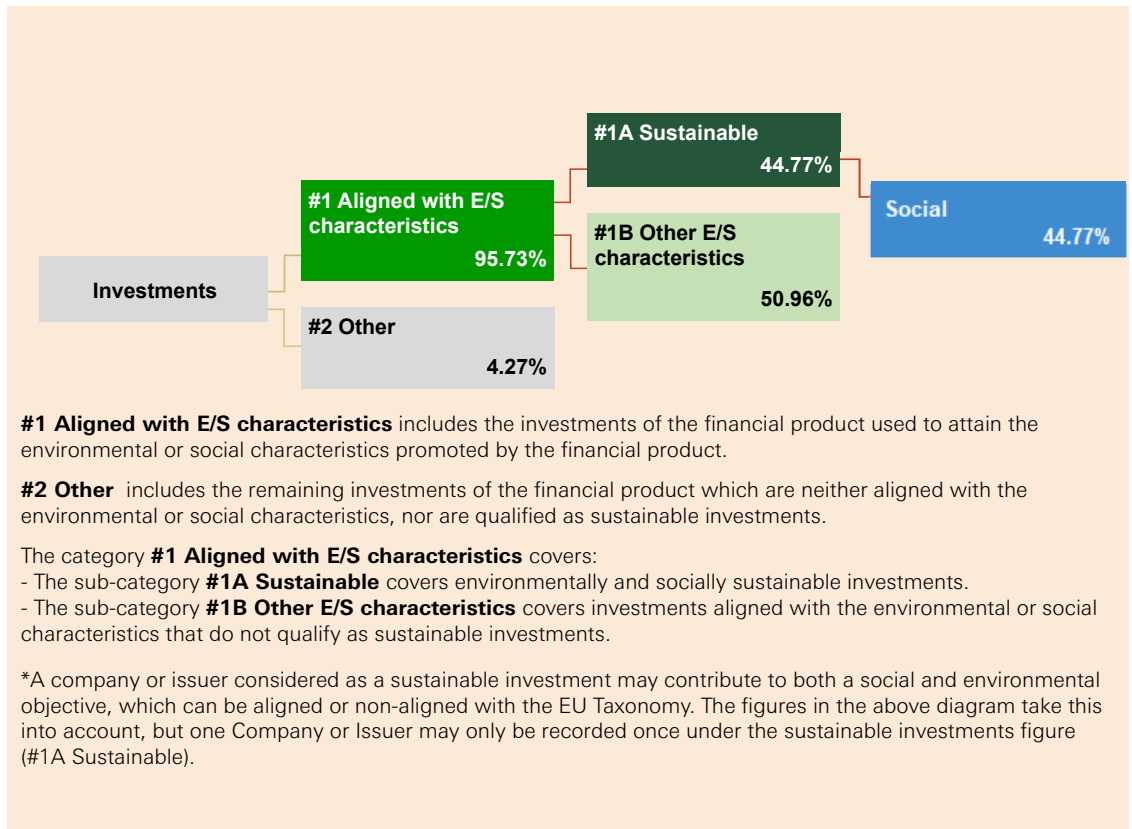 #1A Sustainable
44.77%
#1 Aligned with E/S
characteristics
95.73%
Social
44.77%
#1B Other E/S
characteristics
50.96%
Investments
#2 Other
4.27%
#1 Aligned with E/S characteristics includes the investments of the financial product used to attain the
environmental or social characteristics promoted by the financial product.
#2 Other includes the remaining investments of the financial product which are neither aligned with the
environmental or social characteristics, nor are qualified as sustainable investments.
The category #1 Aligned with E/S characteristics covers:
- The sub-category #1A Sustainable covers environmentally and socially sustainable investments.
- The sub-category #1B Other E/S characteristics covers investments aligned with the environmental or social
characteristics that do not qualify as sustainable investments.
*A company or issuer considered as a sustainable investment may contribute to both a social and environmental
objective, which can be aligned or non-aligned with the EU Taxonomy. The figures in the above diagram take this
into account, but one Company or Issuer may only be recorded once under the sustainable investments figure
(#1A Sustainable).